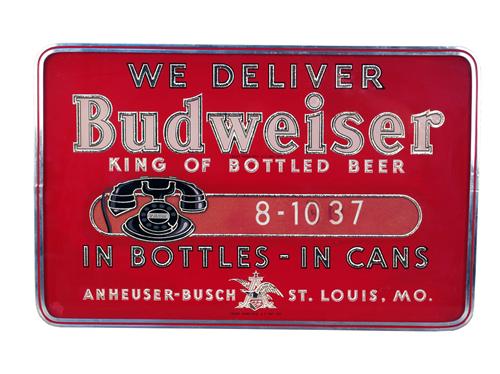 WE DELIVER
Budweiser
KING OF BOTTLED BEER
8-1037
IN BOTTLES - IN CANS
ANHEUSER-BUSCH ST. LOUIS, MO.